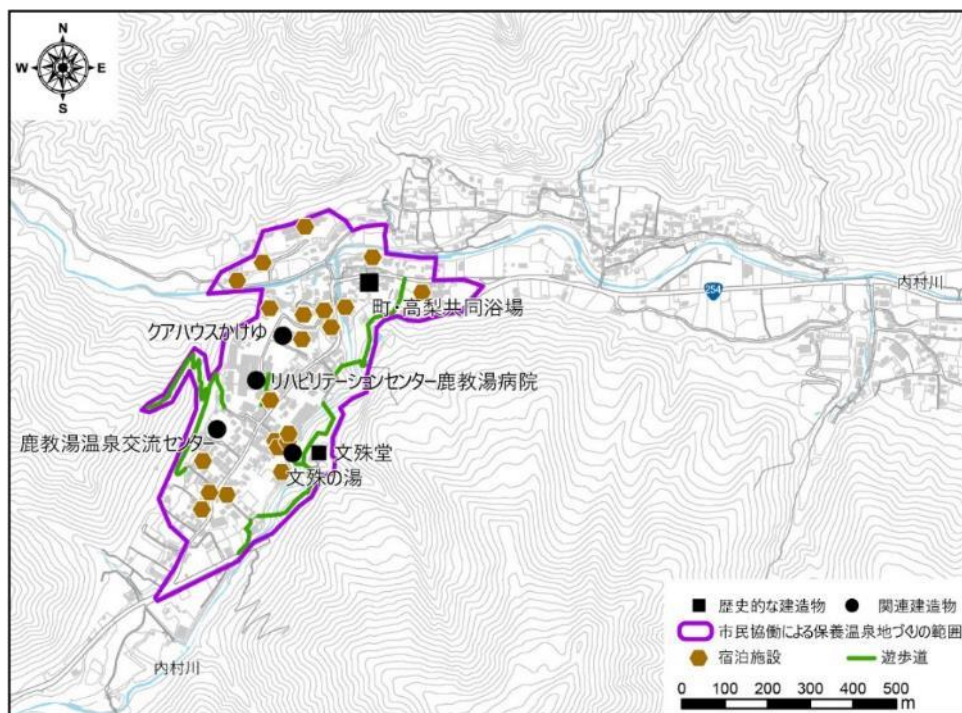 N
W E
S
254
内村川
町・高梨共同浴場
クアハウスかけゆ
リハビリテーションセンター鹿教湯病院
鹿教湯温泉交流センター
文殊堂
文殊の湯
内村川
歴史的な建造物 関連建造物
市民協働による保養温泉地づくりの範囲
宿泊施設 遊歩道
0 100 200 300 400 500
m